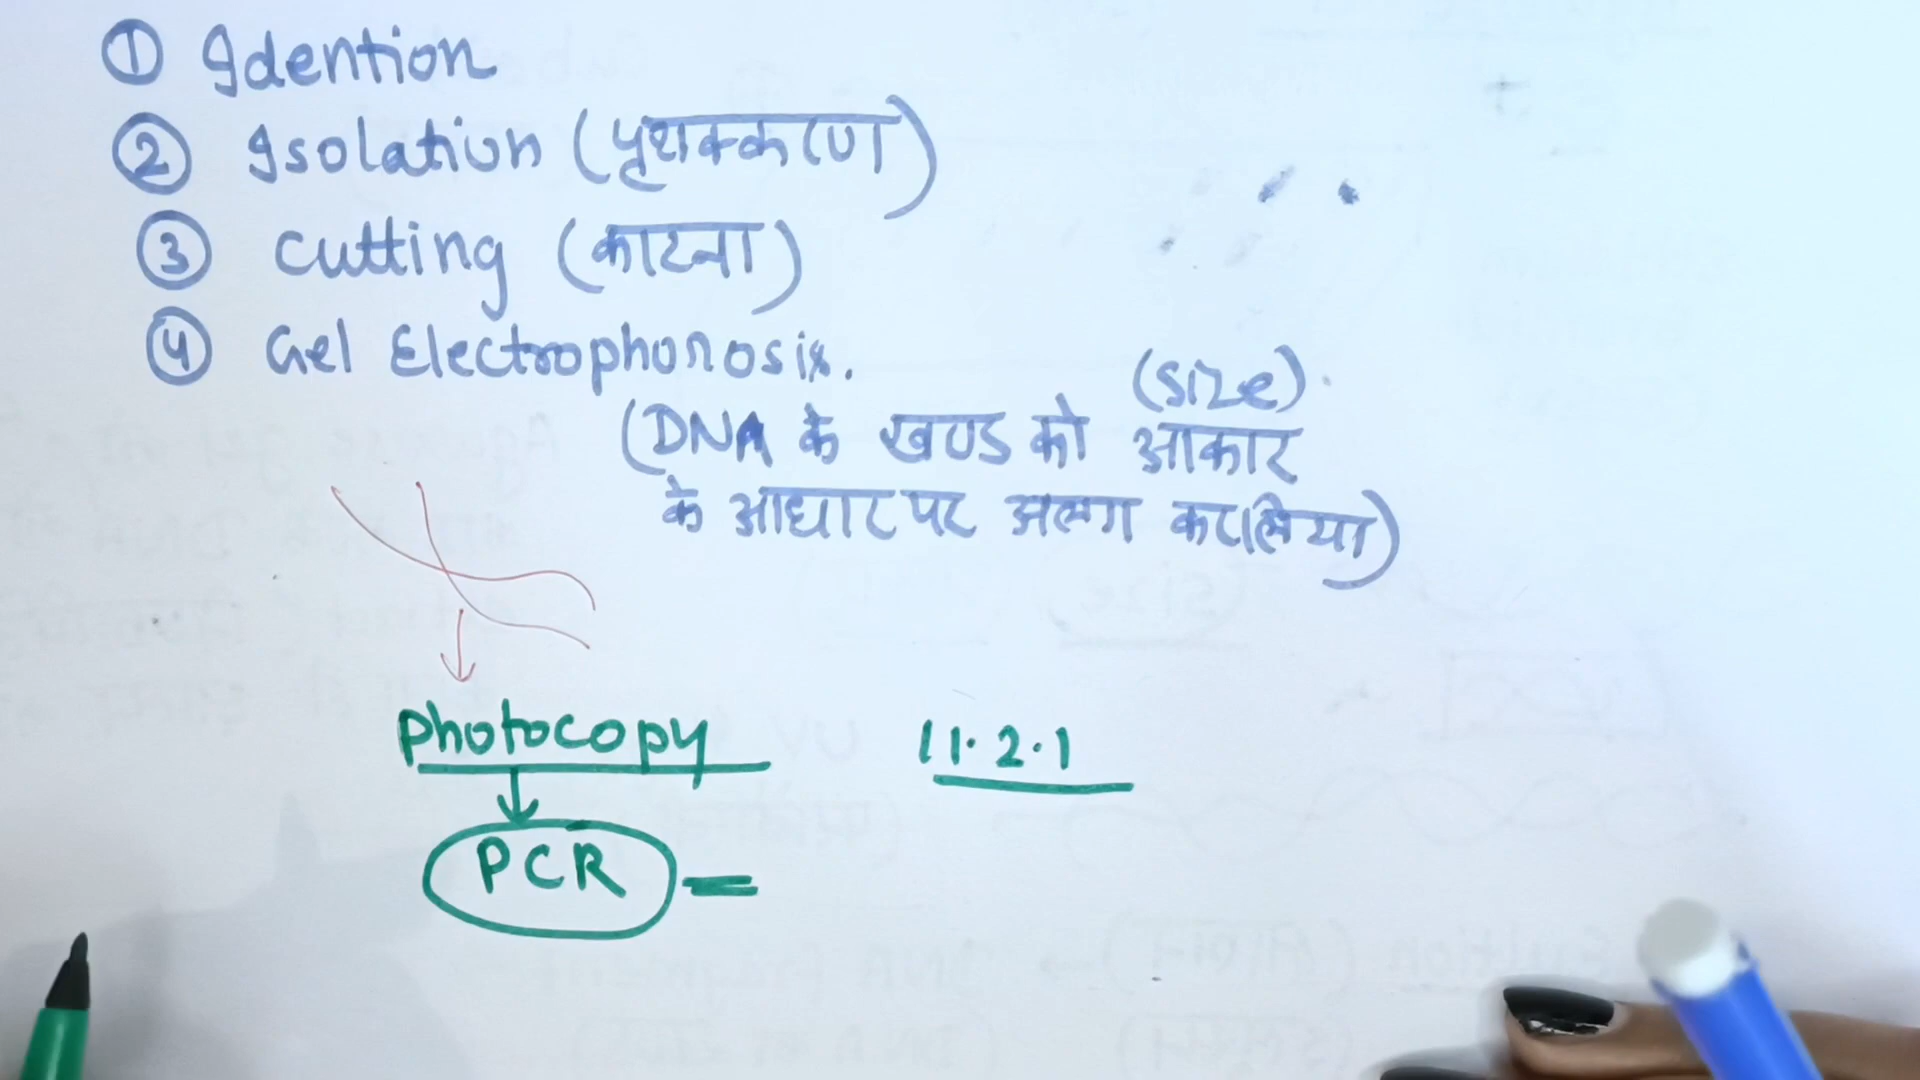 ① Idention
② Isolation (पृथक्करण)
③ Cutting (काटना)
④ Gel Electrophorosis.
(size)
(DNA के खण्ड को आकार
के आधार पर अलग कर लिया)
Photocopy 11.2.1
PCR